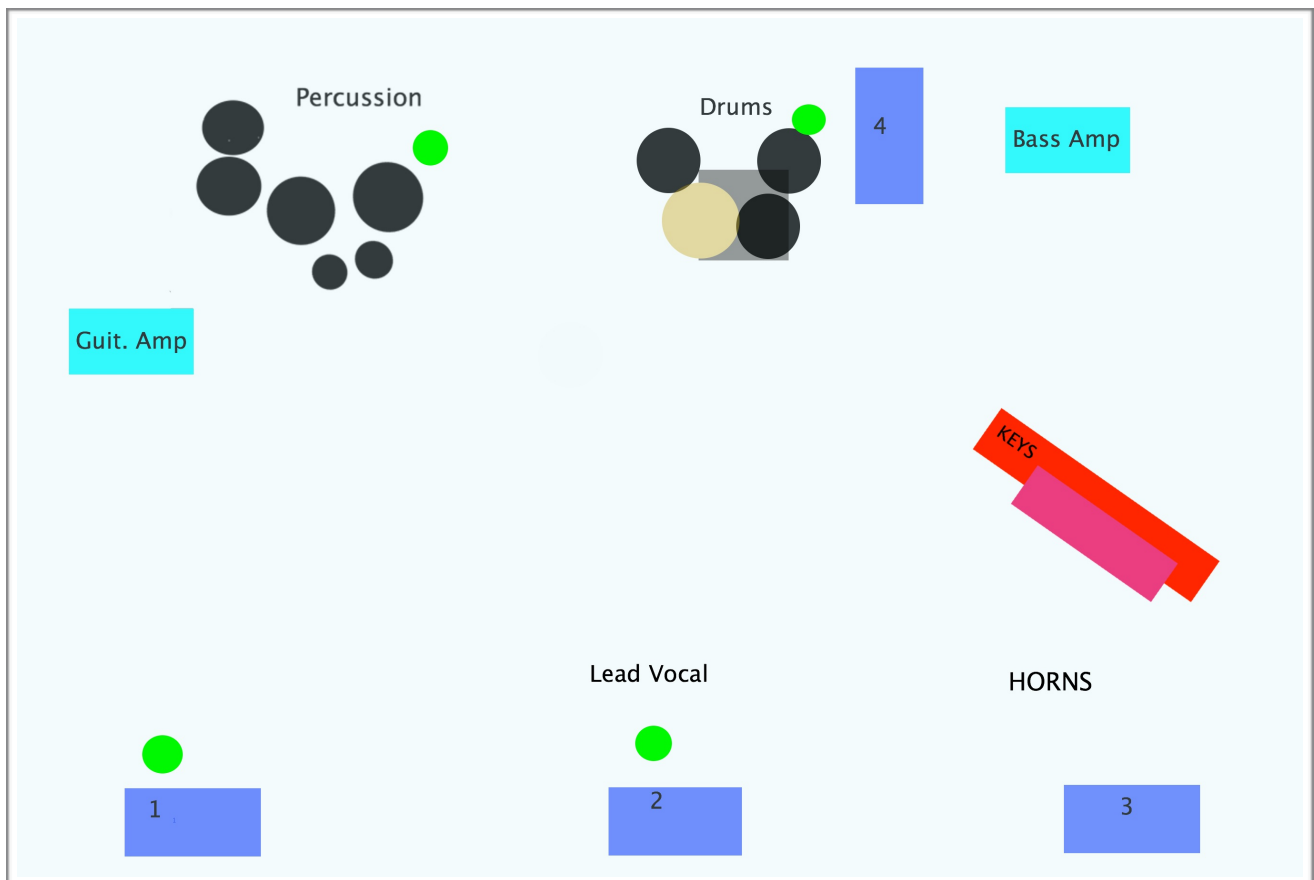 Percussion
Drums
4
Bass Amp
Guit. Amp
KEYS
Lead Vocal
HORNS
1
2
3